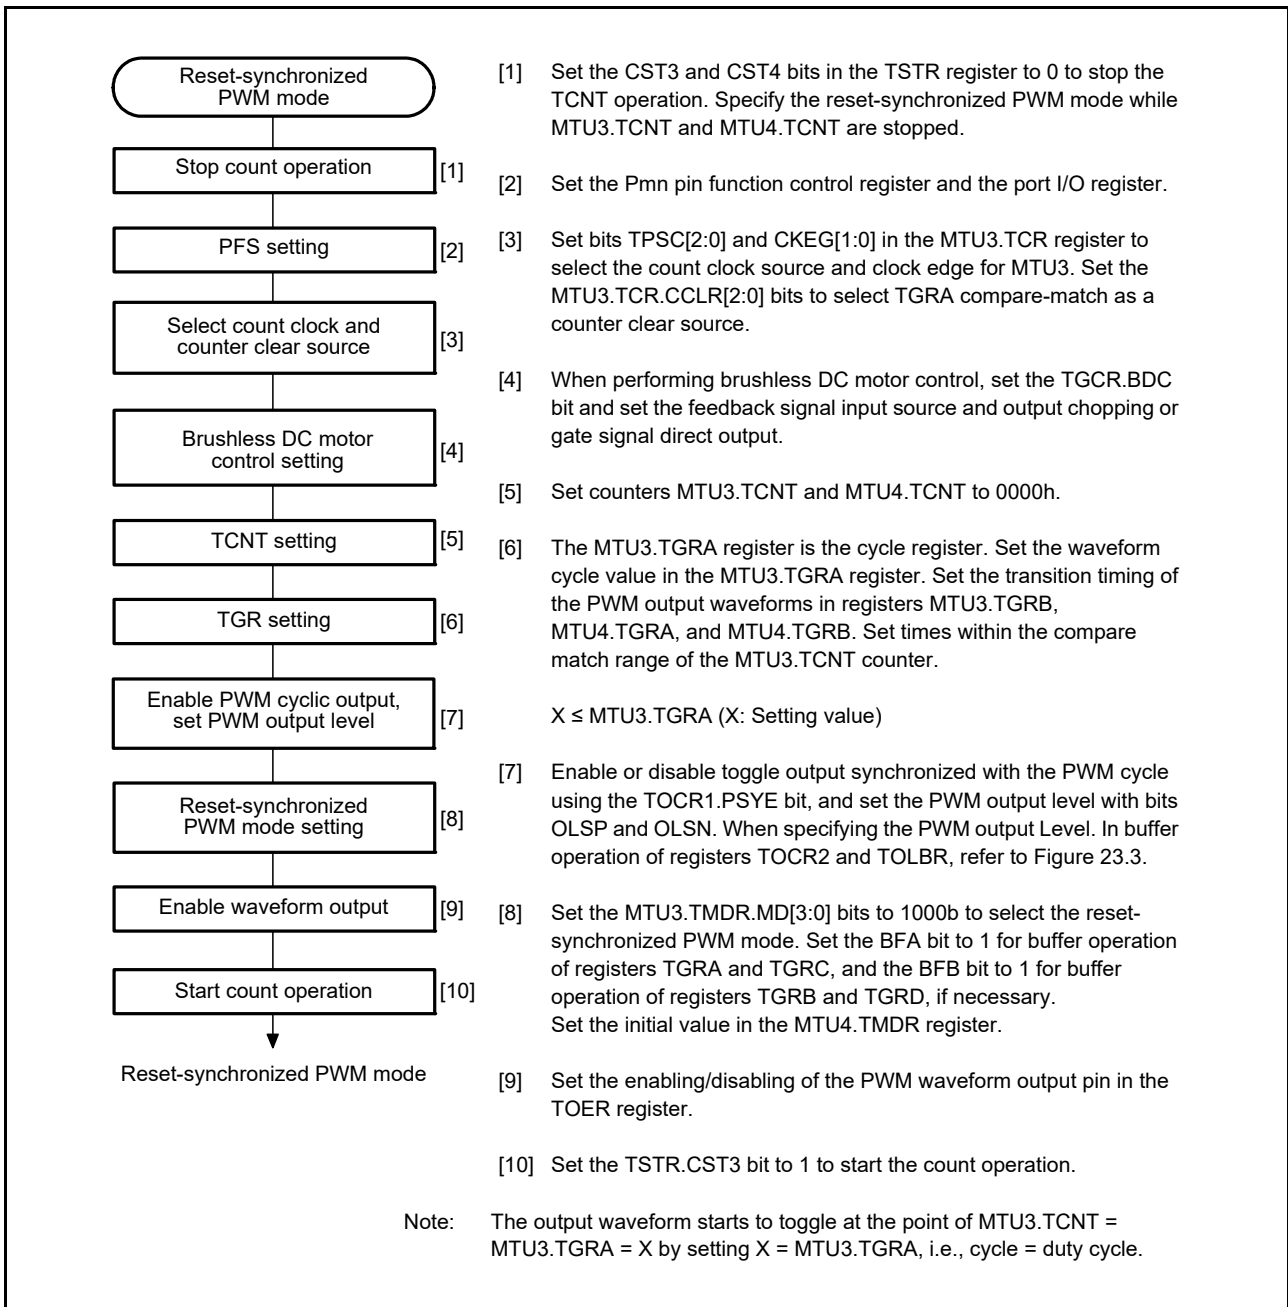 Reset-synchronized
PWM mode
Stop count operation
[1]
PFS setting
[2]
Select count clock and
counter clear source
[3]
Brushless DC motor
control setting
[4]
TCNT setting
[5]
TGR setting
[6]
Enable PWM cyclic output,
set PWM output level
[7]
Reset-synchronized
PWM mode setting
[8]
Enable waveform output
[9]
Start count operation
[10]
Reset-synchronized PWM mode
[1] Set the CST3 and CST4 bits in the TSTR register to 0 to stop the
TCNT operation. Specify the reset-synchronized PWM mode while
MTU3.TCNT and MTU4.TCNT are stopped.
[2] Set the Pmn pin function control register and the port I/O register.
[3] Set bits TPSC[2:0] and CKEG[1:0] in the MTU3.TCR register to
select the count clock source and clock edge for MTU3. Set the
MTU3.TCR.CCLR[2:0] bits to select TGRA compare-match as a
counter clear source.
[4] When performing brushless DC motor control, set the TGCR.BDC
bit and set the feedback signal input source and output chopping or
gate signal direct output.
[5] Set counters MTU3.TCNT and MTU4.TCNT to 0000h.
[6] The MTU3.TGRA register is the cycle register. Set the waveform
cycle value in the MTU3.TGRA register. Set the transition timing of
the PWM output waveforms in registers MTU3.TGRB,
MTU4.TGRA, and MTU4.TGRB. Set times within the compare
match range of the MTU3.TCNT counter.
X ≤ MTU3.TGRA (X: Setting value)
[7] Enable or disable toggle output synchronized with the PWM cycle
using the TOCR1.PSYE bit, and set the PWM output level with bits
OLSP and OLSN. When specifying the PWM output Level. In buffer
operation of registers TOCR2 and TOLBR, refer to Figure 23.3.
[8] Set the MTU3.TMDR.MD[3:0] bits to 1000b to select the reset-
synchronized PWM mode. Set the BFA bit to 1 for buffer operation
of registers TGRA and TGRC, and the BFB bit to 1 for buffer
operation of registers TGRB and TGRD, if necessary.
Set the initial value in the MTU4.TMDR register.
[9] Set the enabling/disabling of the PWM waveform output pin in the
TOER register.
[10] Set the TSTR.CST3 bit to 1 to start the count operation.
Note: The output waveform starts to toggle at the point of MTU3.TCNT =
MTU3.TGRA = X by setting X = MTU3.TGRA, i.e., cycle = duty cycle.